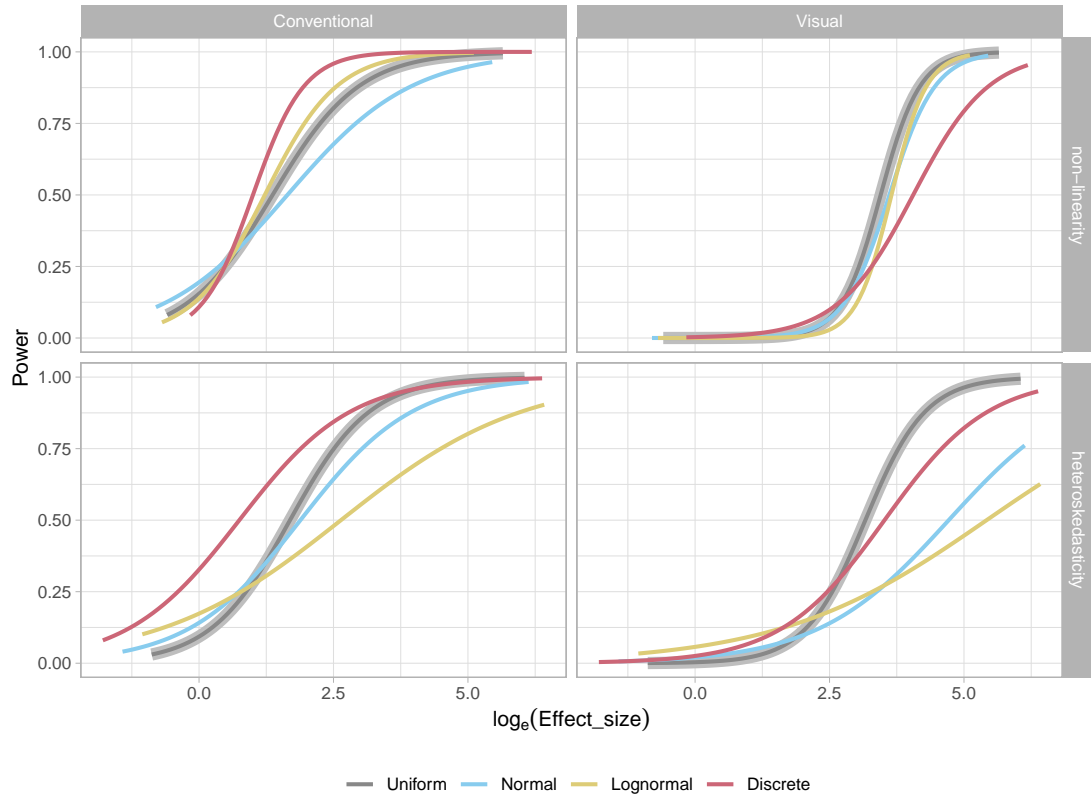 Conventional
Visual
1.00
0.75
0.50
0.25
0.00
non−linearity
1.00
0.75
0.50
0.25
0.00
heteroskedasticity
Power
0.0 2.5 5.0
0.0 2.5 5.0
logₑ(Effect_size)
Uniform Normal Lognormal Discrete